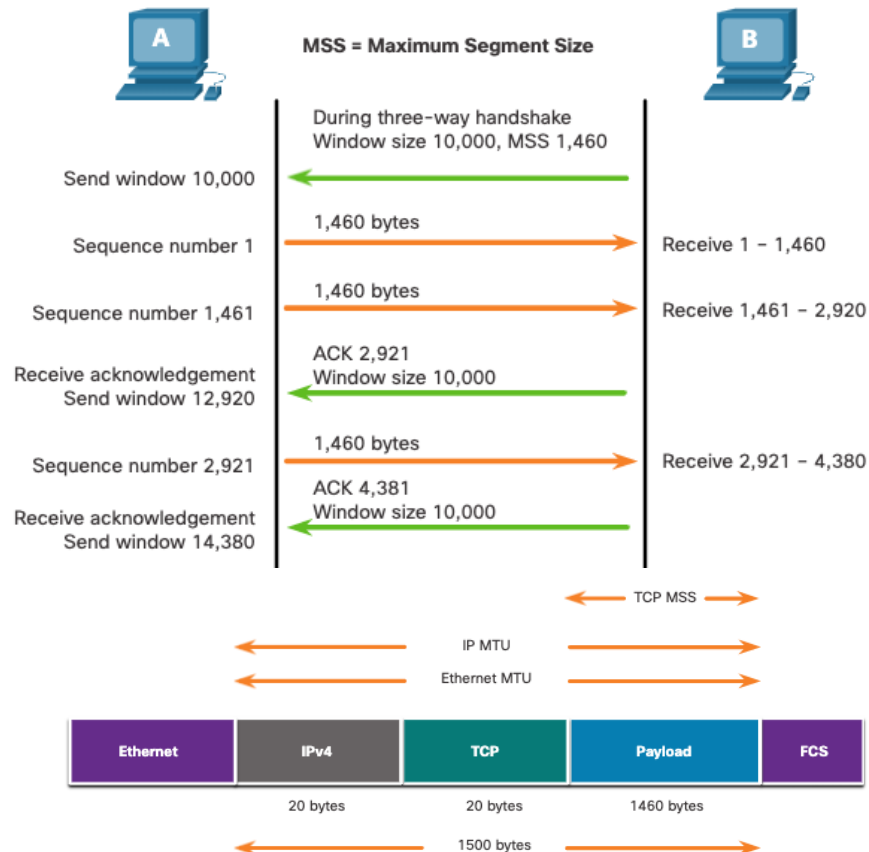 A
MSS = Maximum Segment Size
B
During three-way handshake
Window size 10,000, MSS 1,460
Send window 10,000
1,460 bytes
Sequence number 1
Receive 1 – 1,460
1,460 bytes
Sequence number 1,461
Receive 1,461 – 2,920
ACK 2,921
Window size 10,000
Receive acknowledgement
Send window 12,920
1,460 bytes
Sequence number 2,921
Receive 2,921 – 4,380
ACK 4,381
Window size 10,000
Receive acknowledgement
Send window 14,380
TCP MSS
IP MTU
Ethernet MTU
Ethernet
IPv4
TCP
Payload
FCS
20 bytes
20 bytes
1460 bytes
1500 bytes